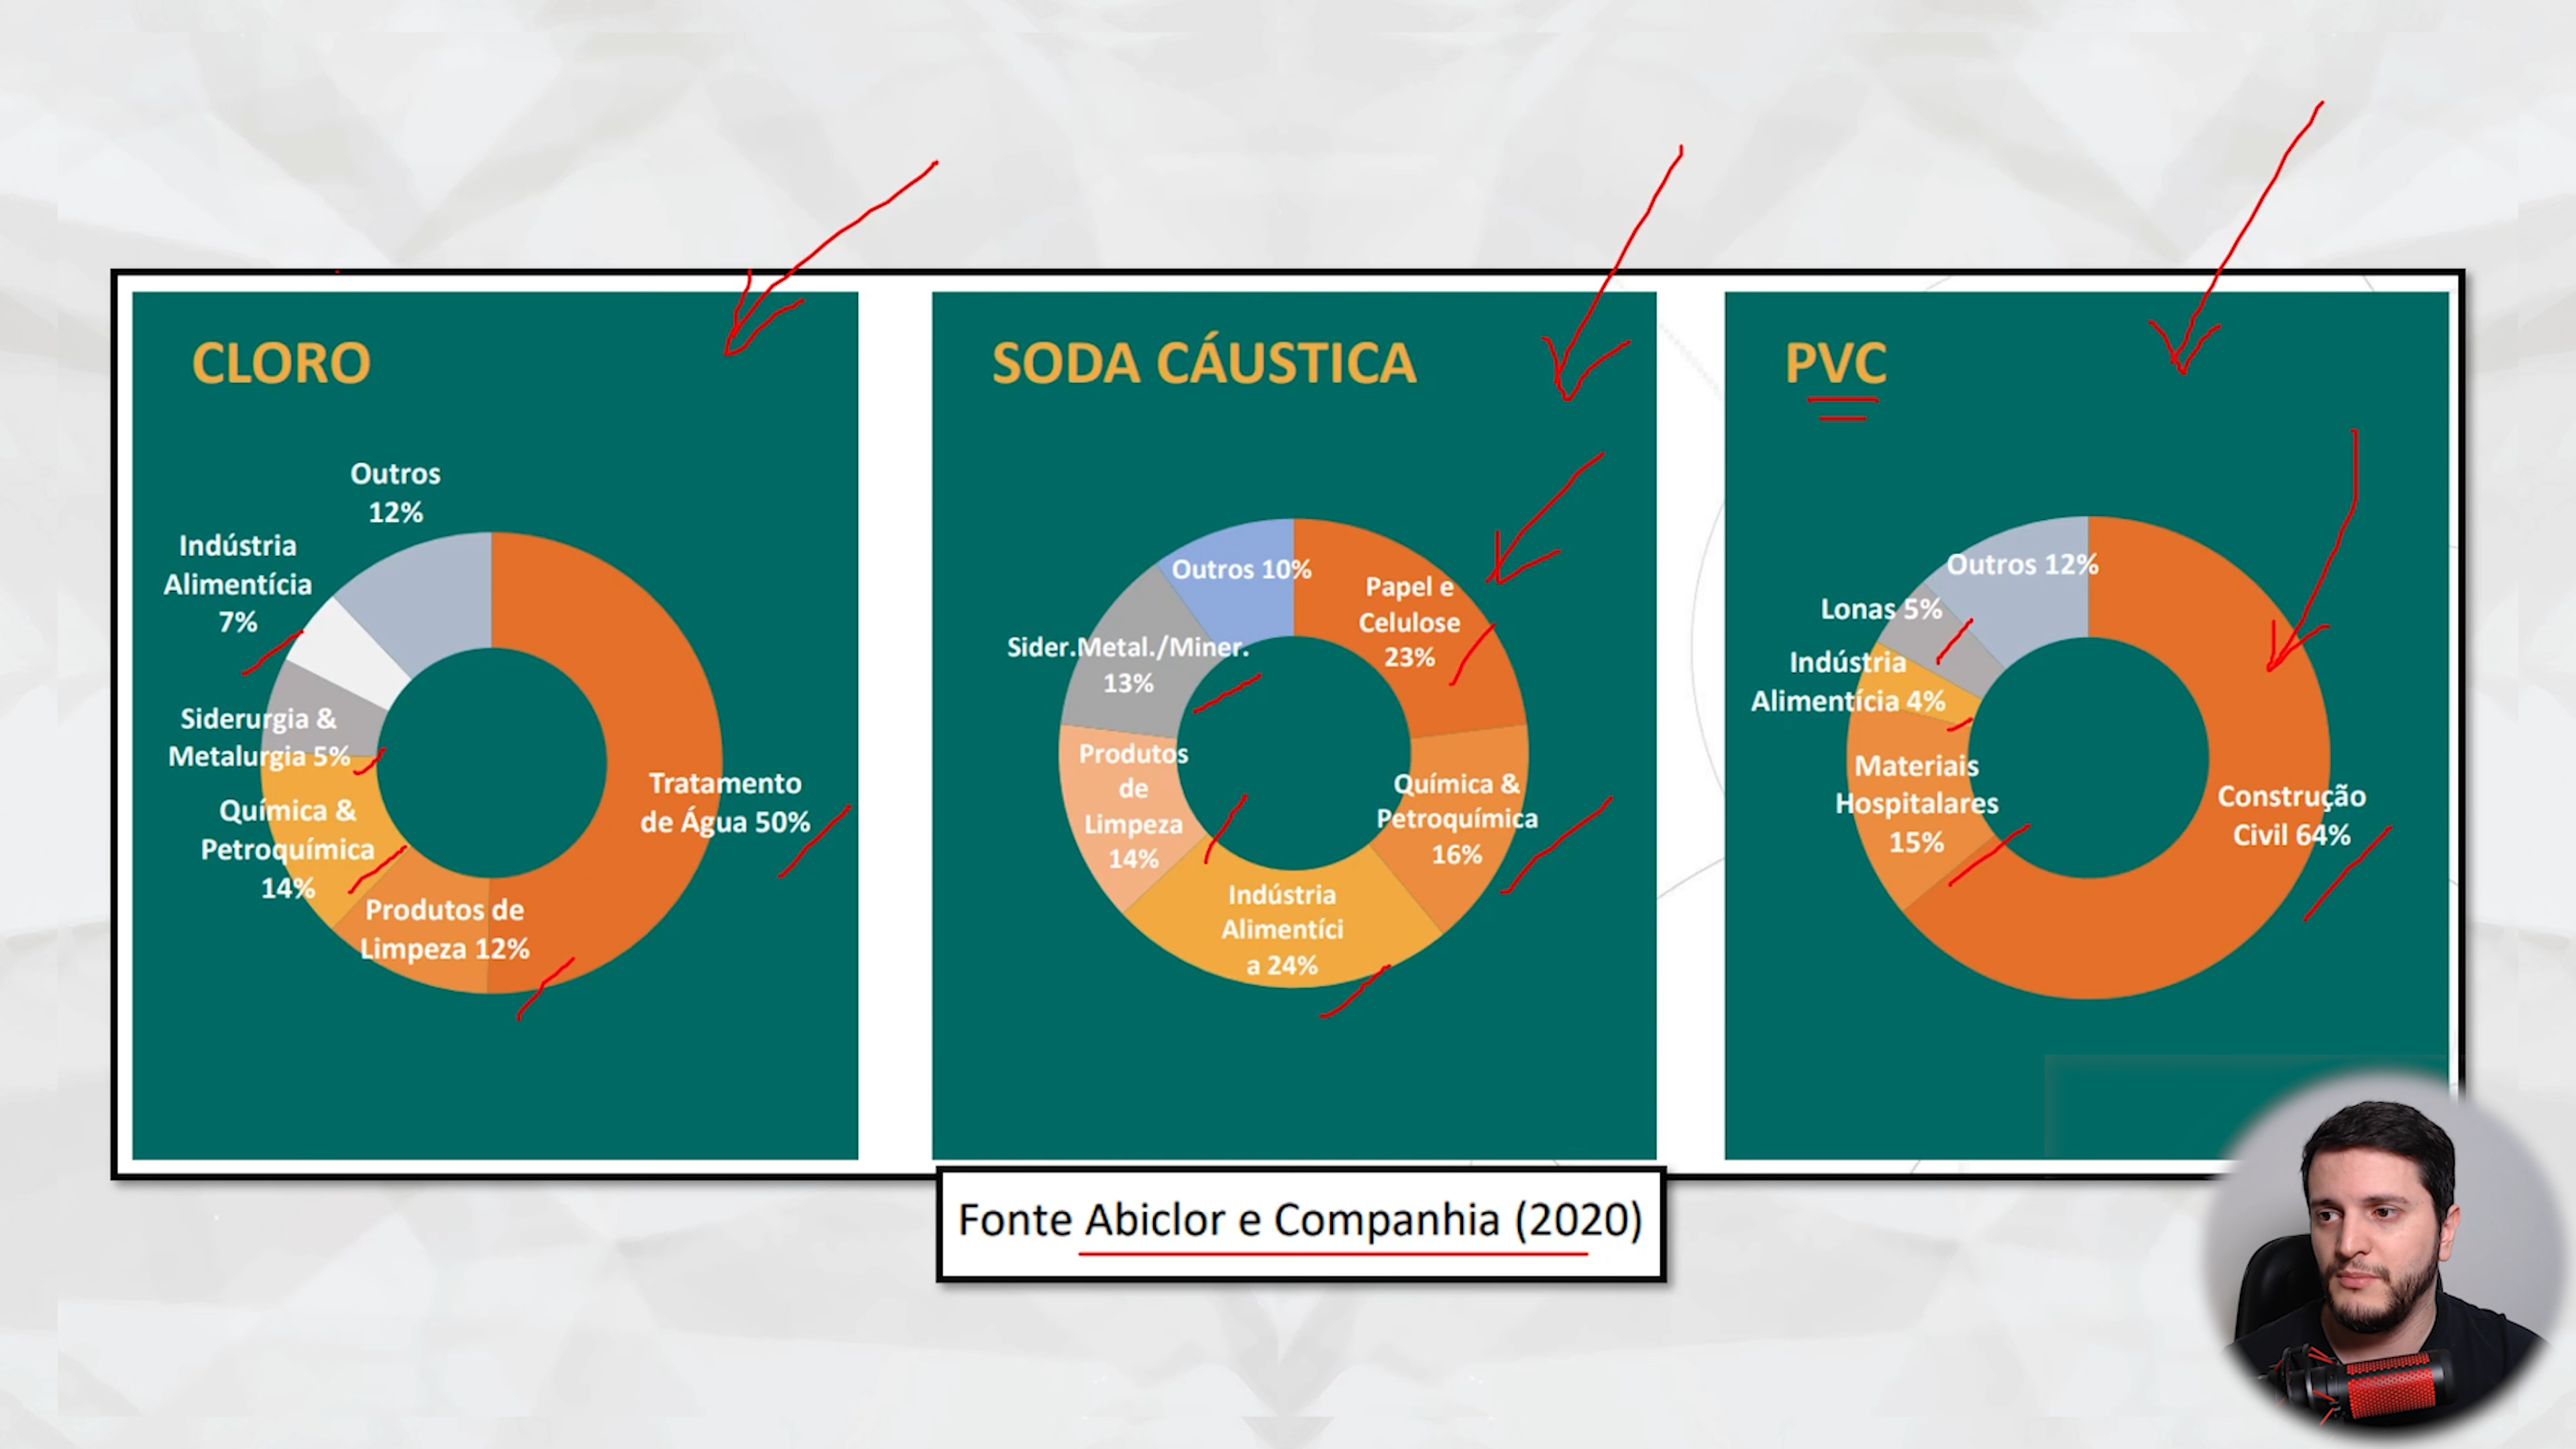 CLORO
Outros
12%
Indústria
Alimentícia
7%
Siderurgia &
Metalurgia 5%
Química &
Petroquímica
14%
Produtos de
Limpeza 12%
Tratamento
de Água 50%
SODA CÁUSTICA
Outros 10%
Papel e
Celulose
23%
Sider.Metal./Miner.
13%
Produtos
de
Limpeza
14%
Química &
Petroquímica
16%
Indústria
Alimentíci
a 24%
PVC
Outros 12%
Lonas 5%
Indústria
Alimentícia 4%
Materiais
Hospitalares
15%
Construção
Civil 64%
Fonte Abiclor e Companhia (2020)